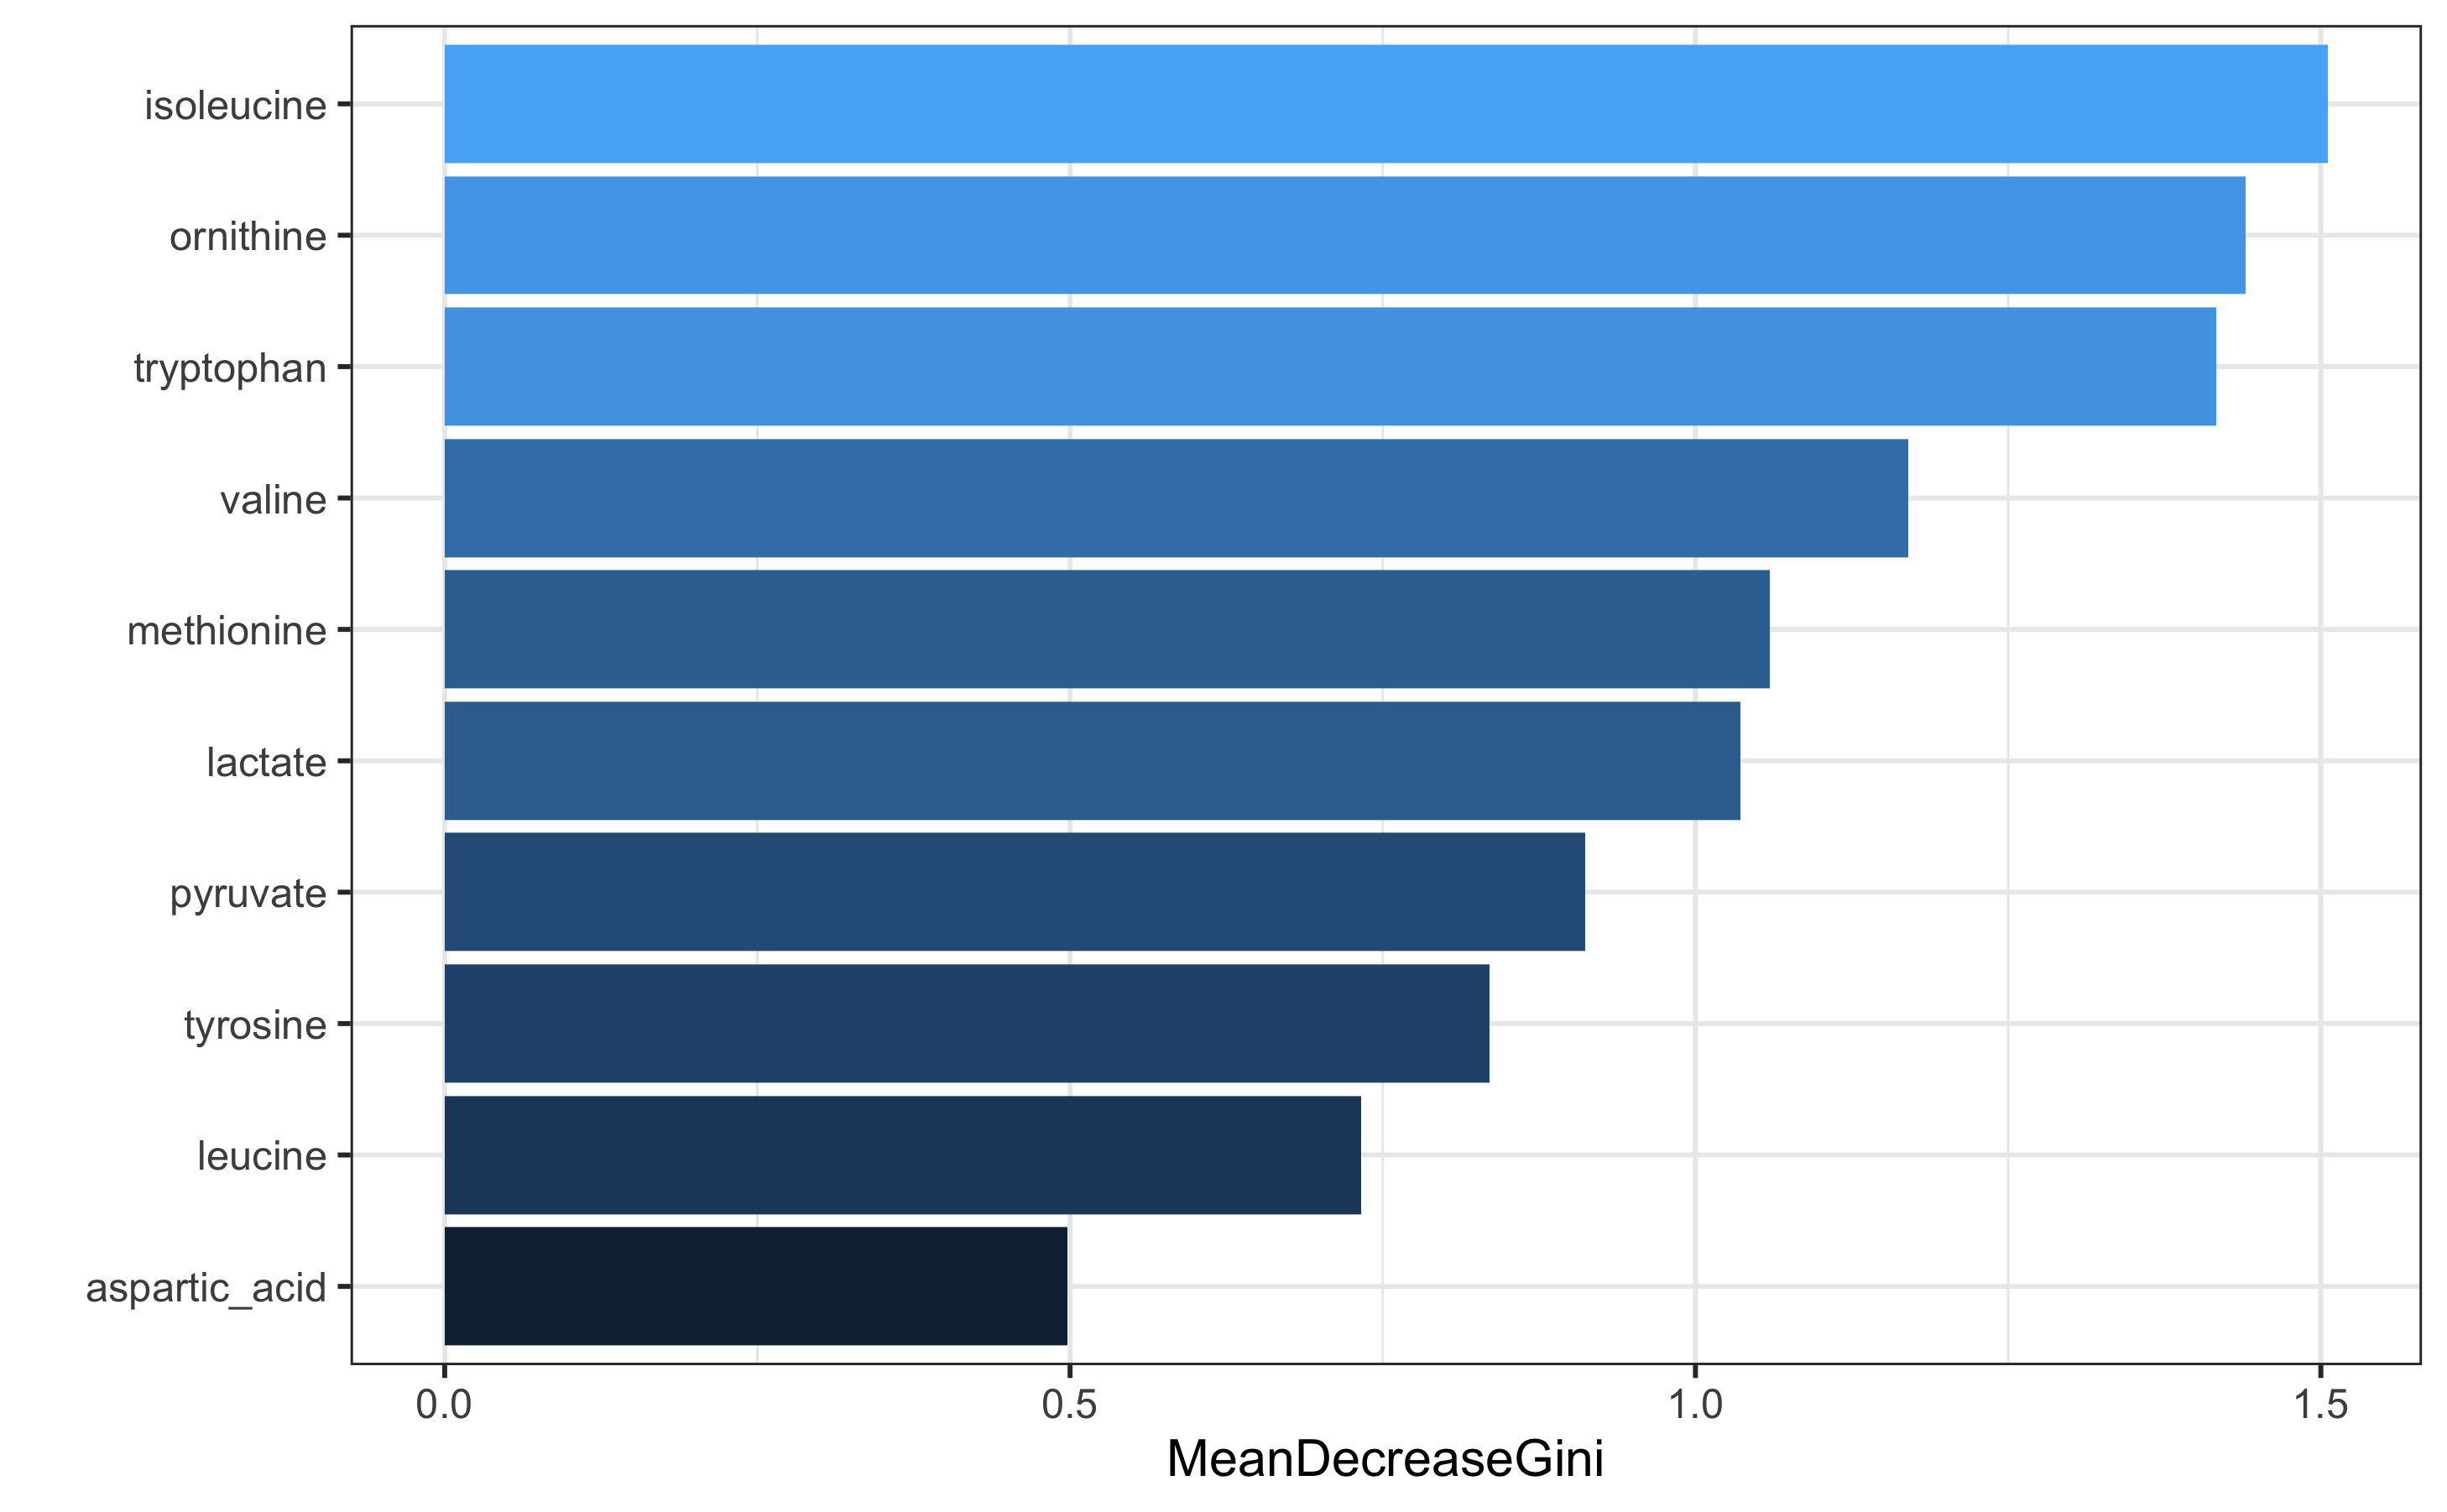 isoleucine
ornithine
tryptophan
valine
methionine
lactate
pyruvate
tyrosine
leucine
aspartic_acid
0.0 0.5 1.0 1.5
MeanDecreaseGini